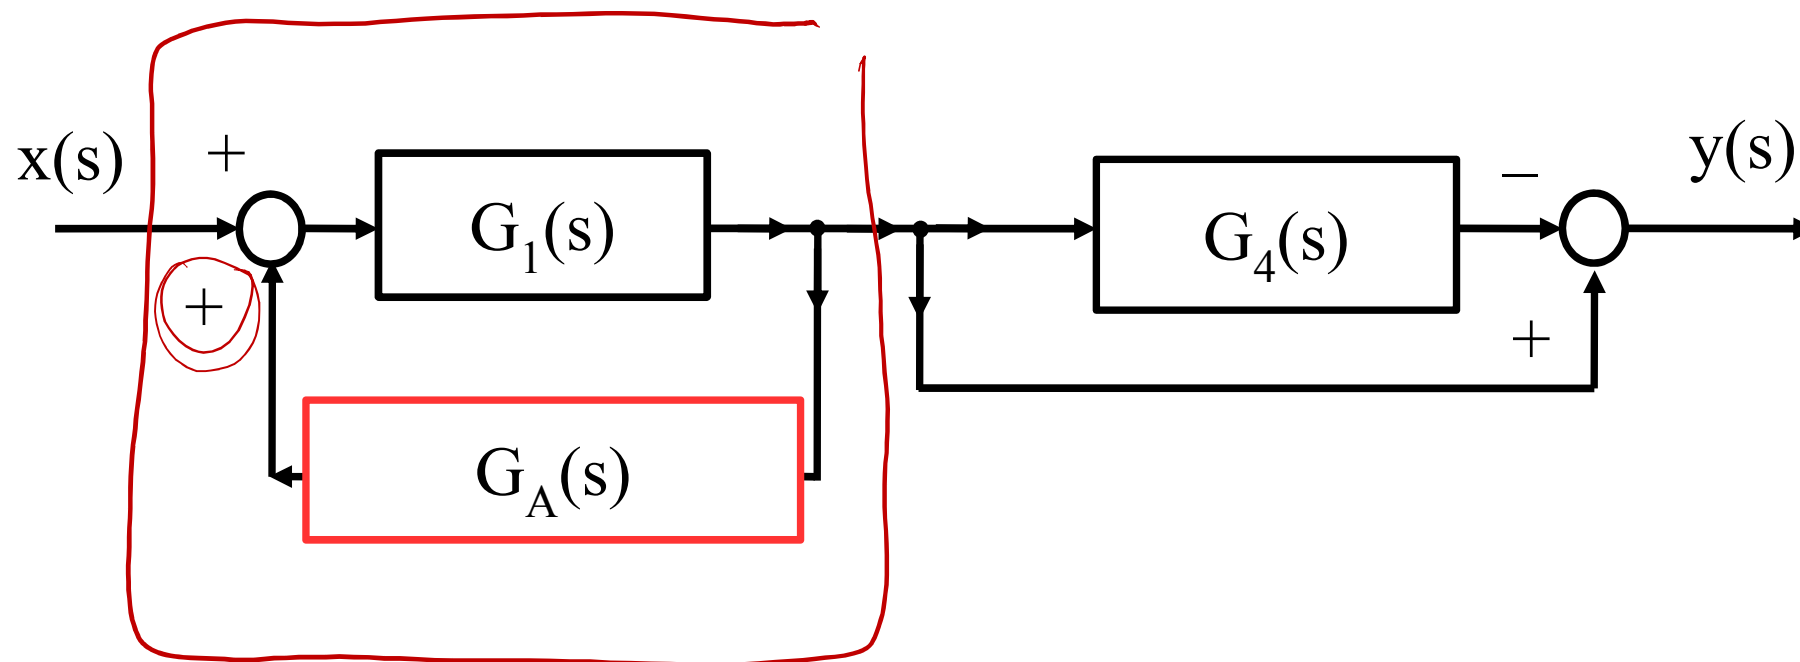 x(s)
+
G1(s)
G4(s)
−
y(s)
+
+
GA(s)